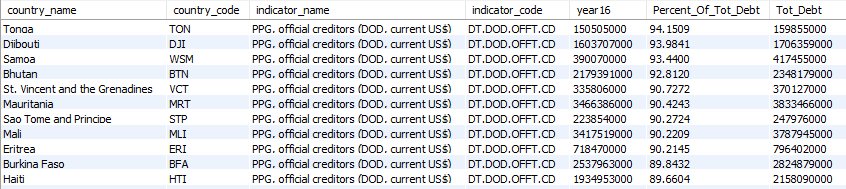 country_name country_code indicator_name indicator_code year16 Percent_Of_Tot_Debt Tot_Debt
Tonga TON PPG, official creditors (DOD, current US$) DT.DOD.OFFT.CD 150505000 94.1509 159855000
Djibouti DJI PPG, official creditors (DOD, current US$) DT.DOD.OFFT.CD 1603707000 93.9841 1706359000
Samoa WSM PPG, official creditors (DOD, current US$) DT.DOD.OFFT.CD 390070000 93.4400 417455000
Bhutan BTN PPG, official creditors (DOD, current US$) DT.DOD.OFFT.CD 2179391000 92.8120 2348179000
St. Vincent and the Grenadines VCT PPG, official creditors (DOD, current US$) DT.DOD.OFFT.CD 335806000 90.7272 370127000
Mauritania MRT PPG, official creditors (DOD, current US$) DT.DOD.OFFT.CD 3466386000 90.4243 3833466000
Sao Tome and Principe STP PPG, official creditors (DOD, current US$) DT.DOD.OFFT.CD 223854000 90.2724 247976000
Mali MLI PPG, official creditors (DOD, current US$) DT.DOD.OFFT.CD 3417519000 90.2209 3787945000
Eritrea ERI PPG, official creditors (DOD, current US$) DT.DOD.OFFT.CD 718470000 90.2145 796402000
Burkina Faso BFA PPG, official creditors (DOD, current US$) DT.DOD.OFFT.CD 2537963000 89.8432 2824879000
Haiti HTI PPG, official creditors (DOD, current US$) DT.DOD.OFFT.CD 1934953000 89.6604 2158090000